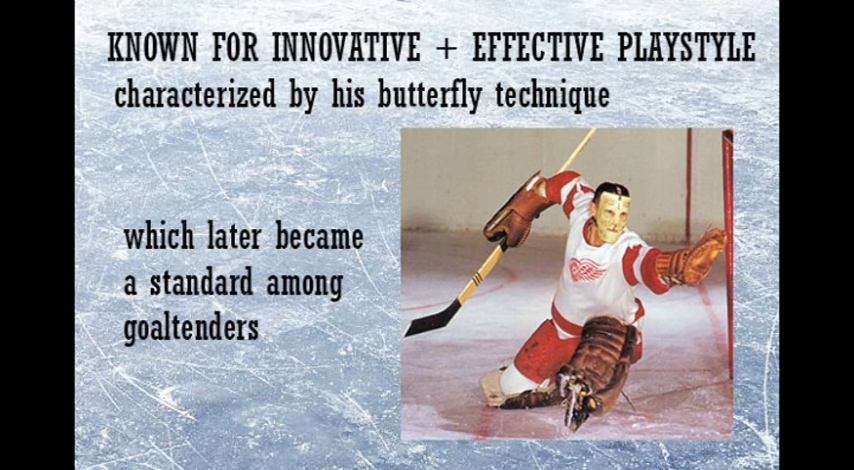 KNOWN FOR INNOVATIVE + EFFECTIVE PLAYSTYLE
characterized by his butterfly technique
which later became
a standard among
goaltenders